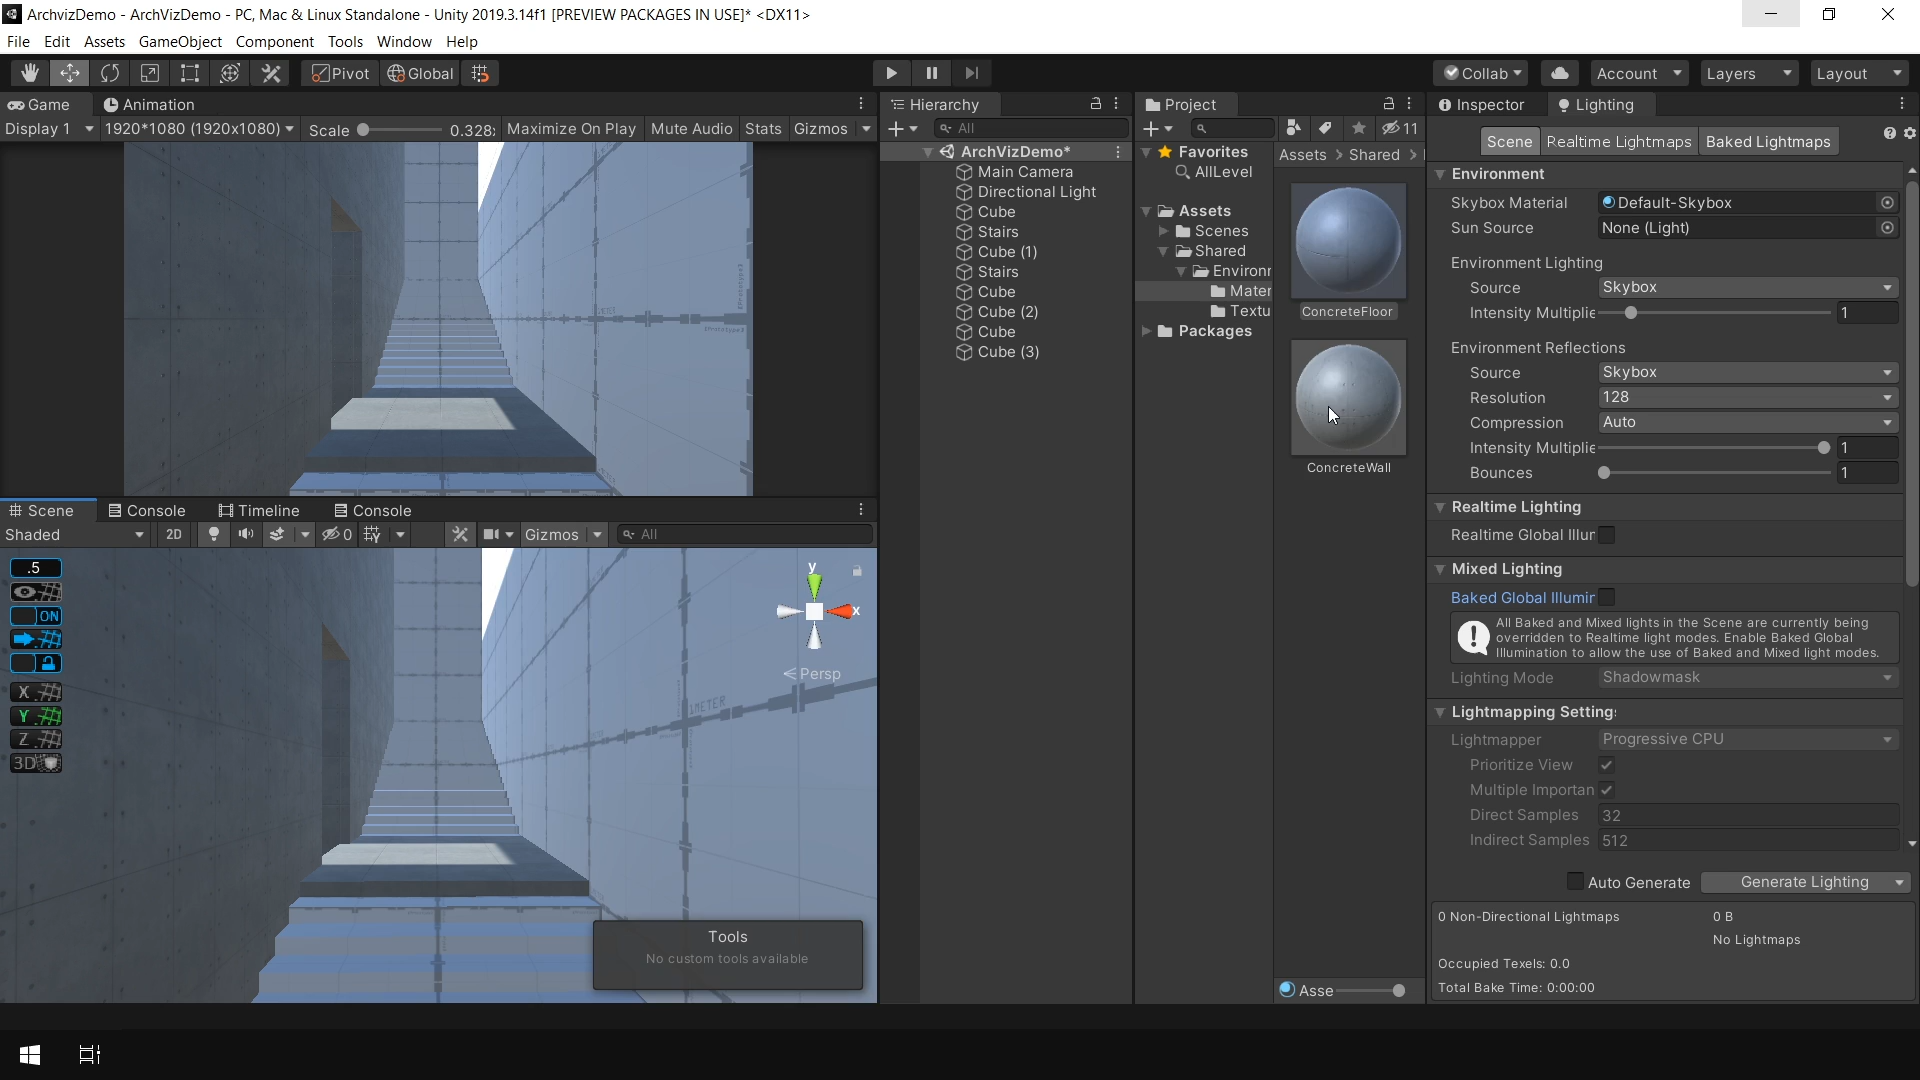 ArchvizDemo - ArchVizDemo - PC, Mac & Linux Standalone - Unity 2019.3.14f1 [PREVIEW PACKAGES IN USE]* <DX11>
File Edit Assets GameObject Component Tools Window Help
Pivot Global Collab Account Layers Layout
Game Animation
Display 1 1920*1080 (1920x1080) Scale 0.328: Maximize On Play Mute Audio Stats Gizmos
METER
Scene Console Timeline Console
Shaded 2D 0 Gizmos All
.5
ON
X
Y
Z
3D
y
x
Persp
1METER
Tools
No custom tools available
Hierarchy
All
ArchVizDemo*
Main Camera
Directional Light
Cube
Stairs
Cube (1)
Stairs
Cube
Cube (2)
Cube
Cube (3)
Project
11
Favorites
AllLevel
Assets
Scenes
Shared
Environr
Mater
Textu
Packages
Assets > Shared >
ConcreteFloor
ConcreteWall
Asse
Inspector Lighting
Scene Realtime Lightmaps Baked Lightmaps
Environment
Skybox Material Default-Skybox
Sun Source None (Light)
Environment Lighting
Source Skybox
Intensity Multiplie 1
Environment Reflections
Source Skybox
Resolution 128
Compression Auto
Intensity Multiplie 1
Bounces 1
Realtime Lighting
Realtime Global Illur
Mixed Lighting
Baked Global Illumir
All Baked and Mixed lights in the Scene are currently being
overridden to Realtime light modes. Enable Baked Global
Illumination to allow the use of Baked and Mixed light modes.
Lighting Mode Shadowmask
Lightmapping Setting:
Lightmapper Progressive CPU
Prioritize View
Multiple Importan
Direct Samples 32
Indirect Samples 512
Auto Generate Generate Lighting
0 Non-Directional Lightmaps 0 B
No Lightmaps
Occupied Texels: 0.0
Total Bake Time: 0:00:00